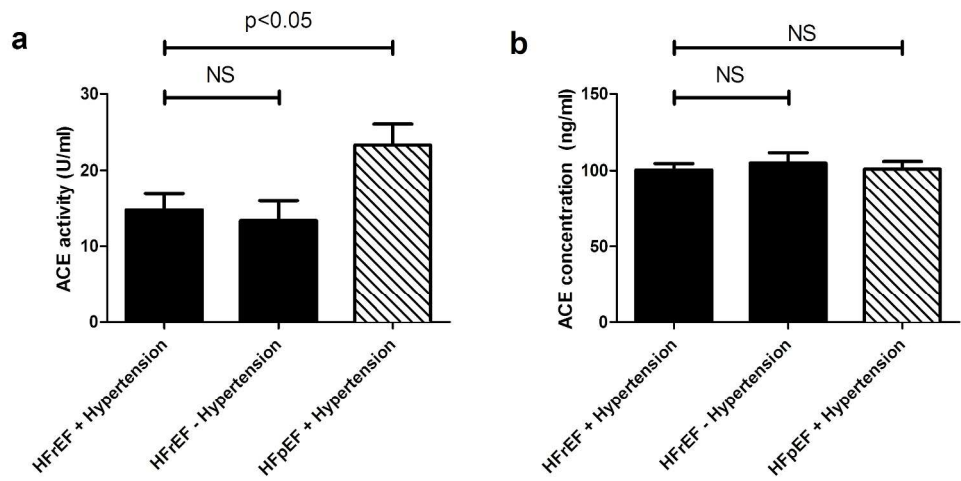 a
p<0.05
NS
ACE activity (U/ml)
30
20
10
0
HFrEF + Hypertension
HFrEF - Hypertension
HFpEF + Hypertension
b
NS
NS
ACE concentration (ng/ml)
150
100
50
0
HFrEF + Hypertension
HFrEF - Hypertension
HFpEF + Hypertension